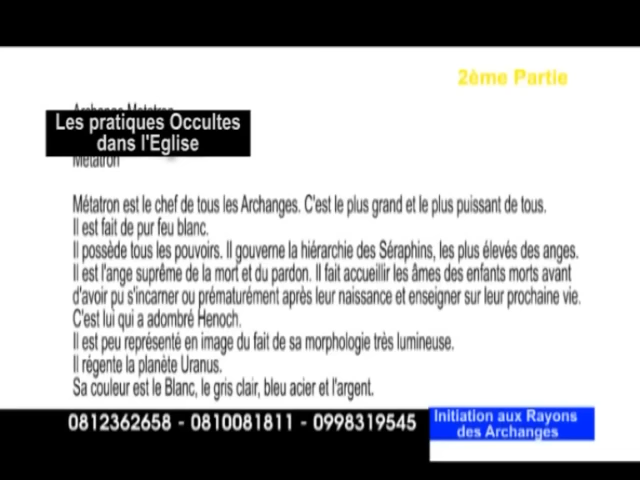 2ème Partie
Les pratiques Occultes
dans l'Eglise
Métatron
Métatron est le chef de tous les Archanges. C'est le plus grand et le plus puissant de tous.
Il est fait de pur feu blanc.
Il possède tous les pouvoirs. Il gouverne la hiérarchie des Séraphins, les plus élevés des anges.
Il est l'ange suprême de la mort et du pardon. Il fait accueillir les âmes des enfants morts avant
d'avoir pu s'incarner ou prématurément après leur naissance et enseigner sur leur prochaine vie.
C'est lui qui a adombré Henoch.
Il est peu représenté en image du fait de sa morphologie très lumineuse.
Il régente la planète Uranus.
Sa couleur est le Blanc, le gris clair, bleu acier et l'argent.
0812362658 - 0810081811 - 0998319545
Initiation aux Rayons
des Archanges